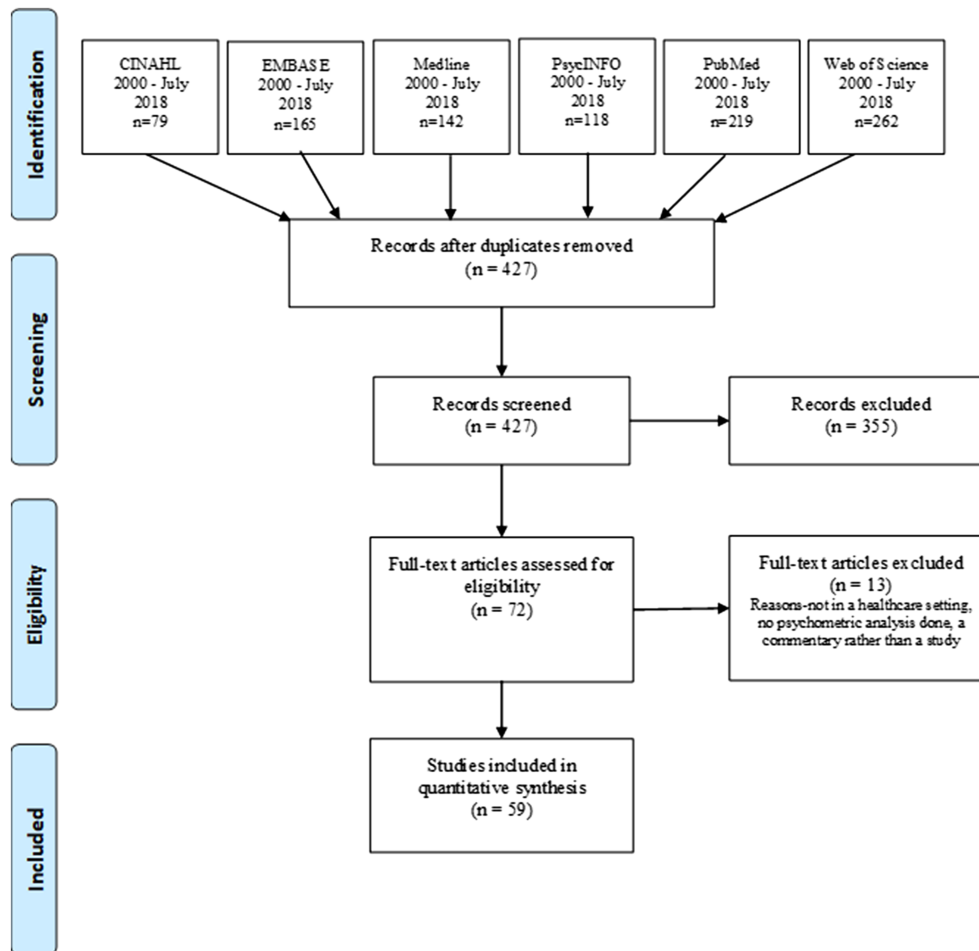 Identification
CINAHL
2000 - July
2018
n=79
EMBASE
2000 - July
2018
n=165
Medline
2000 - July
2018
n=142
PsycINFO
2000 - July
2018
n=118
PubMed
2000 - July
2018
n=219
Web of Science
2000 - July
2018
n=262
Records after duplicates removed
(n = 427)
Screening
Records screened
(n = 427)
Records excluded
(n = 355)
Eligibility
Full-text articles assessed for
eligibility
(n = 72)
Full-text articles excluded
(n = 13)
Reasons-not in a healthcare setting,
no psychometric analysis done, a
commentary rather than a study
Included
Studies included in
quantitative synthesis
(n = 59)